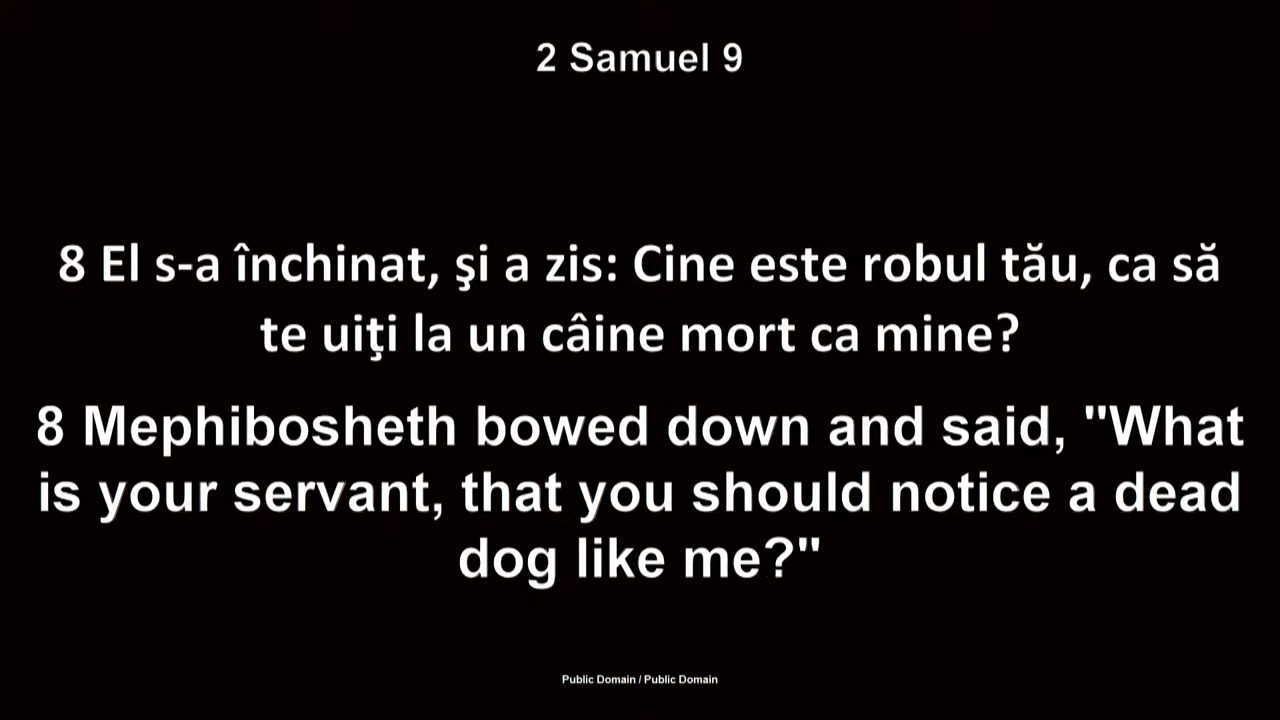 2 Samuel 9
8 El s-a închinat, şi a zis: Cine este robul tău, ca să
te uiţi la un câine mort ca mine?
8 Mephibosheth bowed down and said, "What
is your servant, that you should notice a dead
dog like me?"
Public Domain / Public Domain